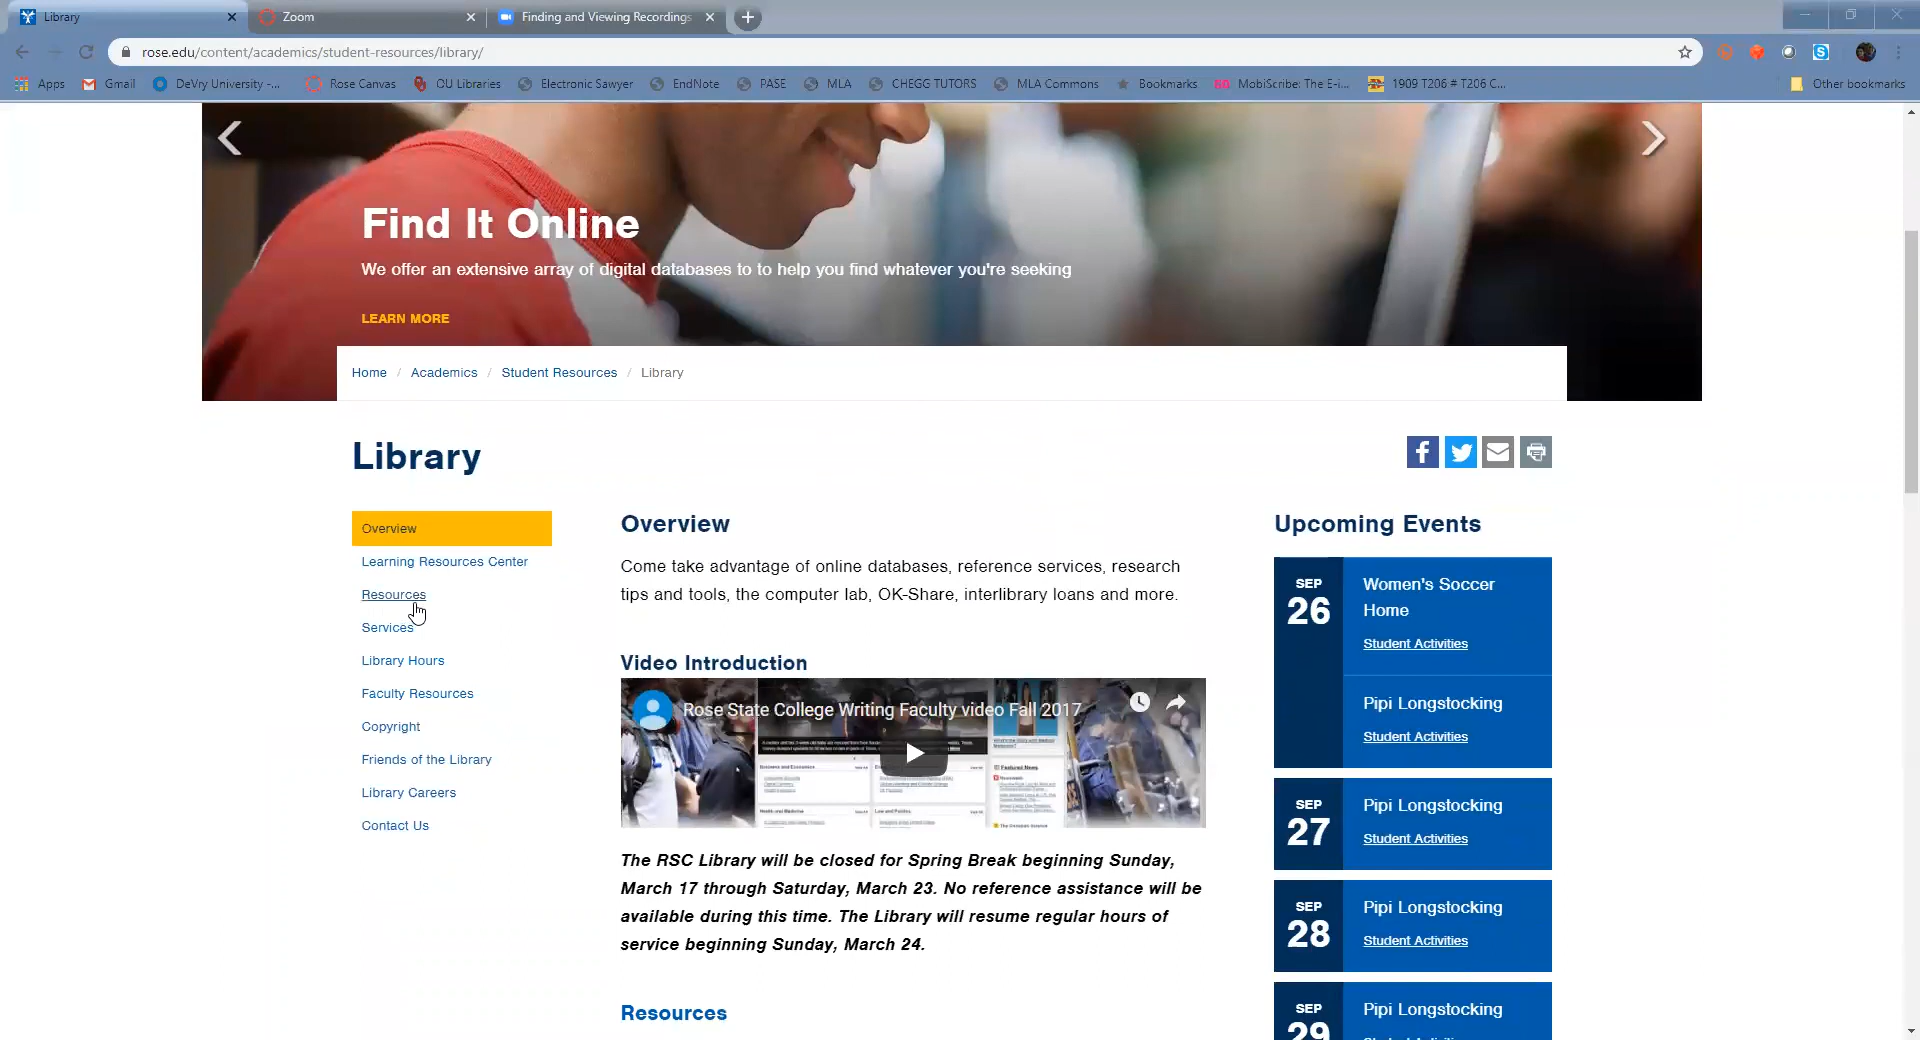 Library
Zoom
Finding and Viewing Recordings
rose.edu/content/academics/student-resources/library/
Apps
Gmail
DeVry University -...
Rose Canvas
OU Libraries
Electronic Sawyer
EndNote
PASE
MLA
CHEGG TUTORS
MLA Commons
Bookmarks
MobiScribe: The E-i...
1909 T206 # T206 C...
Other bookmarks
Find It Online
We offer an extensive array of digital databases to to help you find whatever you're seeking
LEARN MORE
Home / Academics / Student Resources / Library
Library
Overview
Learning Resources Center
Resources
Services
Library Hours
Faculty Resources
Copyright
Friends of the Library
Library Careers
Contact Us
Overview
Come take advantage of online databases, reference services, research
tips and tools, the computer lab, OK-Share, interlibrary loans and more.
Video Introduction
Rose State College Writing Faculty video Fall 2017
The RSC Library will be closed for Spring Break beginning Sunday,
March 17 through Saturday, March 23. No reference assistance will be
available during this time. The Library will resume regular hours of
service beginning Sunday, March 24.
Resources
Upcoming Events
SEP
26
Women's Soccer
Home
Student Activities
Pipi Longstocking
Student Activities
SEP
27
Pipi Longstocking
Student Activities
SEP
28
Pipi Longstocking
Student Activities
SEP
29
Pipi Longstocking